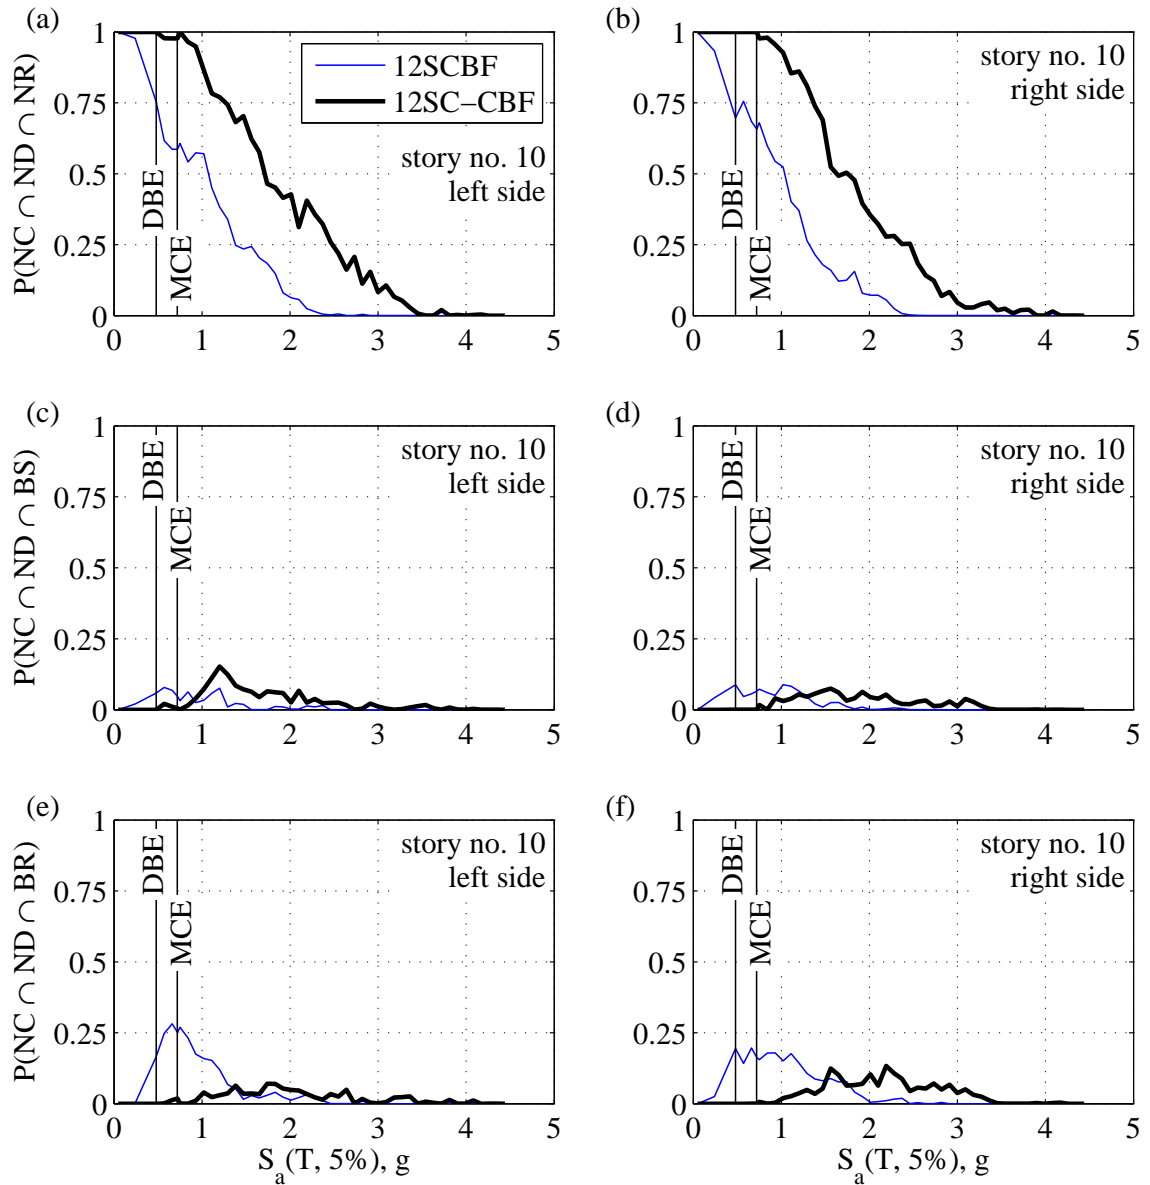 (a)
P(NC ∩ ND ∩ NR)
1
0.75
0.5
0.25
0
0 1 2 3 4 5
DBE
MCE
12SCBF
12SC−CBF
story no. 10
left side
(b)
1
0.75
0.5
0.25
0
0 1 2 3 4 5
DBE
MCE
story no. 10
right side
(c)
P(NC ∩ ND ∩ BS)
1
0.75
0.5
0.25
0
0 1 2 3 4 5
DBE
MCE
story no. 10
left side
(d)
1
0.75
0.5
0.25
0
0 1 2 3 4 5
DBE
MCE
story no. 10
right side
(e)
P(NC ∩ ND ∩ BR)
1
0.75
0.5
0.25
0
0 1 2 3 4 5
DBE
MCE
story no. 10
left side
S_a(T, 5%), g
(f)
1
0.75
0.5
0.25
0
0 1 2 3 4 5
DBE
MCE
story no. 10
right side
S_a(T, 5%), g